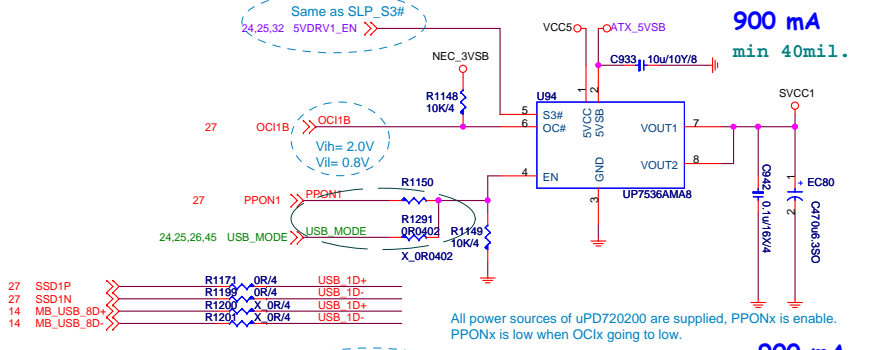 Same as SLP_S3#
24,25,32 5VDRV1_EN
VCC5
ATX_5VSB
900 mA
min 40mil.
C933
10u/10Y/8
NEC_3VSB
R1148
10K/4
U94
SVCC1
1
2
5VCC
5VSB
27
OCI1B
OCI1B
5
S3#
6
OC#
VOUT1
7
Vih= 2.0V
Vil= 0.8V
VOUT2
8
4
EN
GND
3
UP7536AMA8
C942
0.1u/16X/4
1
+ EC80
2
C470u6.3SO
27
PPON1
PPON1
R1150
R1291
0R0402
X_0R0402
R1149
10K/4
24,25,26,45 USB_MODE
USB_MODE
27 SSD1P
R1171 0R/4
USB_1D+
27 SSD1N
R1199 0R/4
USB_1D-
14 MB_USB_8D+
R1200 X_0R/4
USB_1D+
14 MB_USB_8D-
R1201 X_0R/4
USB_1D-
All power sources of uPD720200 are supplied, PPONx is enable.
PPONx is low when OCIx going to low.